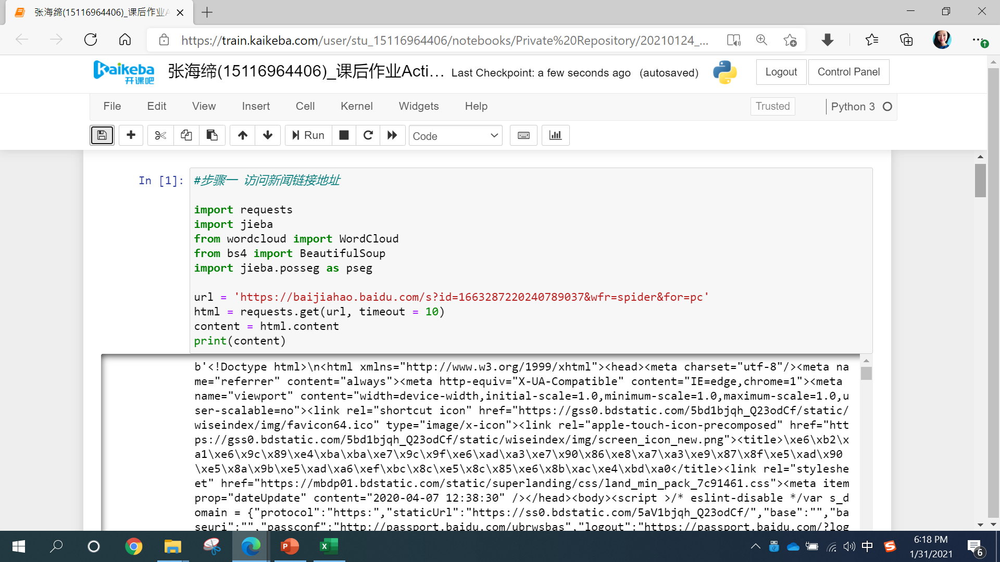 张海缔(15116964406)_课后作业A
https://train.kaikeba.com/user/stu_15116964406/notebooks/Private%20Repository/20210124_...
Kaikeba
开课吧
张海缔(15116964406)_课后作业Acti... Last Checkpoint: a few seconds ago (autosaved)
Logout
Control Panel
File Edit View Insert Cell Kernel Widgets Help
Trusted
Python 3
Run
Code
In [1]:
#步骤一 访问新闻链接地址
import requests
import jieba
from wordcloud import WordCloud
from bs4 import BeautifulSoup
import jieba.posseg as pseg
url = 'https://baijiahao.baidu.com/s?id=1663287220240789037&wfr=spider&for=pc'
html = requests.get(url, timeout = 10)
content = html.content
print(content)
b'<!Doctype html>\n<html xmlns="http://www.w3.org/1999/xhtml"><head><meta charset="utf-8"/><meta na
me="referrer" content="always"><meta http-equiv="X-UA-Compatible" content="IE=edge,chrome=1"><meta
name="viewport" content="width=device-width,initial-scale=1.0,minimum-scale=1.0,maximum-scale=1.0,u
ser-scalable=no"><link rel="shortcut icon" href="https://gss0.bdstatic.com/5bd1bjqh_Q23odCf/static/
wiseindex/img/favicon64.ico" type="image/x-icon"><link rel="apple-touch-icon-precomposed" href="htt
ps://gss0.bdstatic.com/5bd1bjqh_Q23odCf/static/wiseindex/img/screen_icon_new.png"><title>\xe6\xb2\x
a1\xe6\x9c\x89\xe4\xba\xba\xe7\x9c\x9f\xe6\xad\xa3\xe7\x90\x86\xe8\xa7\xa3\xe9\x87\x8f\xe5\xad\x90
\xe5\x8a\x9b\xe5\xad\xa6\xef\xbc\x8c\xe5\x8c\x85\xe6\x8b\xac\xe4\xbd\xa0</title><link rel="styleshe
et" href="https://mbdp01.bdstatic.com/static/superlanding/css/land_min_pack_7c91461.css"><meta item
prop="dateUpdate" content="2020-04-07 12:38:30" /></head><body><script >/* eslint-disable */var s_d
omain = {"protocol":"https:","staticUrl":"https://ss0.bdstatic.com/5aV1bjqh_Q23odCf/","base":"","ba
seuri":"","passconf":"http://passport.baidu.com/ubrwsbas","logout":"https://passport.baidu.com/?log
中
6:18 PM
1/31/2021
6